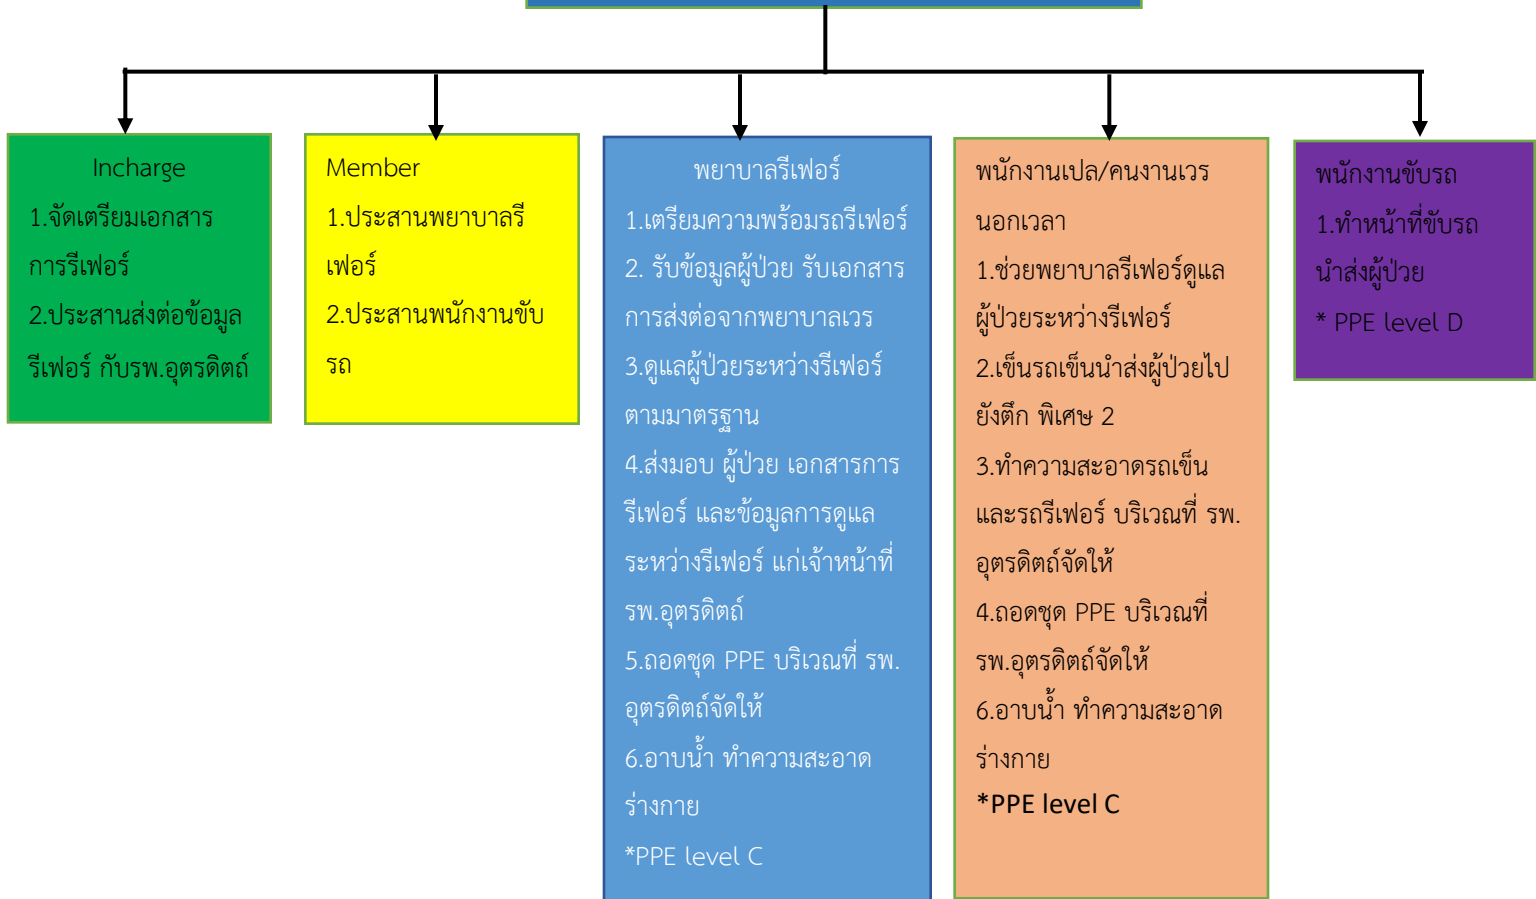 Incharge
1.จัดเตรียมเอกสาร
การรีเฟอร์
2.ประสานส่งต่อข้อมูล
รีเฟอร์ กับรพ.อุตรดิตถ์
Member
1.ประสานพยาบาลรี
เฟอร์
2.ประสานพนักงานขับ
รถ
พยาบาลรีเฟอร์
1.เตรียมความพร้อมรถรีเฟอร์
2. รับข้อมูลผู้ป่วย รับเอกสาร
การส่งต่อจากพยาบาลเวร
3.ดูแลผู้ป่วยระหว่างรีเฟอร์
ตามมาตรฐาน
4.ส่งมอบ ผู้ป่วย เอกสารการ
รีเฟอร์ และข้อมูลการดูแล
ระหว่างรีเฟอร์ แก่เจ้าหน้าที่
รพ.อุตรดิตถ์
5.ถอดชุด PPE บริเวณที่ รพ.
อุตรดิตถ์จัดให้
6.อาบน้ำ ทำความสะอาด
ร่างกาย
*PPE level C
พนักงานเปล/คนงานเวร
นอกเวลา
1.ช่วยพยาบาลรีเฟอร์ดูแล
ผู้ป่วยระหว่างรีเฟอร์
2.เข็นรถเข็นนำส่งผู้ป่วยไป
ยังตึก พิเศษ 2
3.ทำความสะอาดรถเข็น
และรถรีเฟอร์ บริเวณที่ รพ.
อุตรดิตถ์จัดให้
4.ถอดชุด PPE บริเวณที่
รพ.อุตรดิตถ์จัดให้
6.อาบน้ำ ทำความสะอาด
ร่างกาย
*PPE level C
พนักงานขับรถ
1.ทำหน้าที่ขับรถ
นำส่งผู้ป่วย
* PPE level D